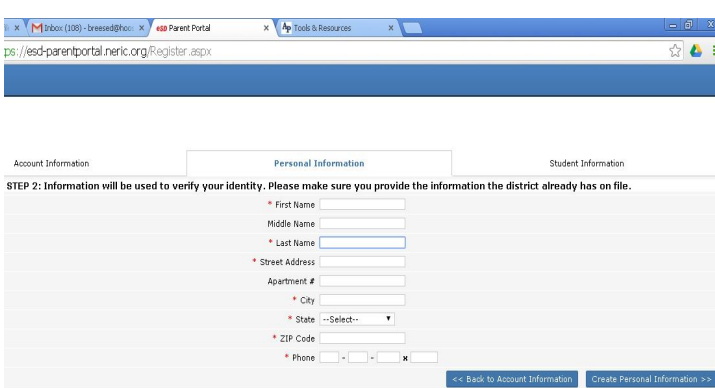 Inbox (108) - breesed@hoos
esd Parent Portal
Tools & Resources
ps://esd-parentportal.neric.org/Register.aspx
Account Information
Personal Information
Student Information
STEP 2: Information will be used to verify your identity. Please make sure you provide the information the district already has on file.
* First Name
Middle Name
* Last Name
* Street Address
Apartment #
* City
* State --Select--
* ZIP Code
* Phone - - x
<< Back to Account Information Create Personal Information >>